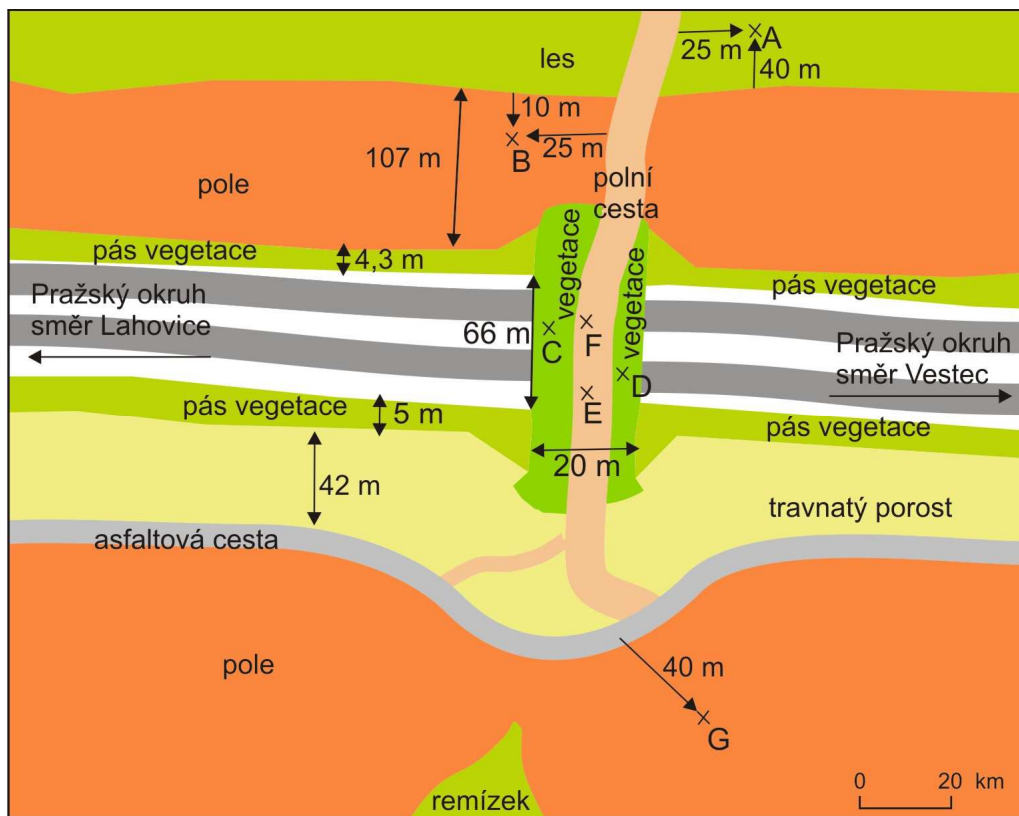 A
25 m
40 m
les
10 m
B
25 m
107 m
polní
cesta
pole
vegetace
vegetace
pás vegetace
4,3 m
pás vegetace
Pražský okruh
směr Lahovice
66 m
C
F
D
E
Pražský okruh
směr Vestec
pás vegetace
5 m
pás vegetace
20 m
42 m
travnatý porost
asfaltová cesta
pole
40 m
G
remízek
0 20 km